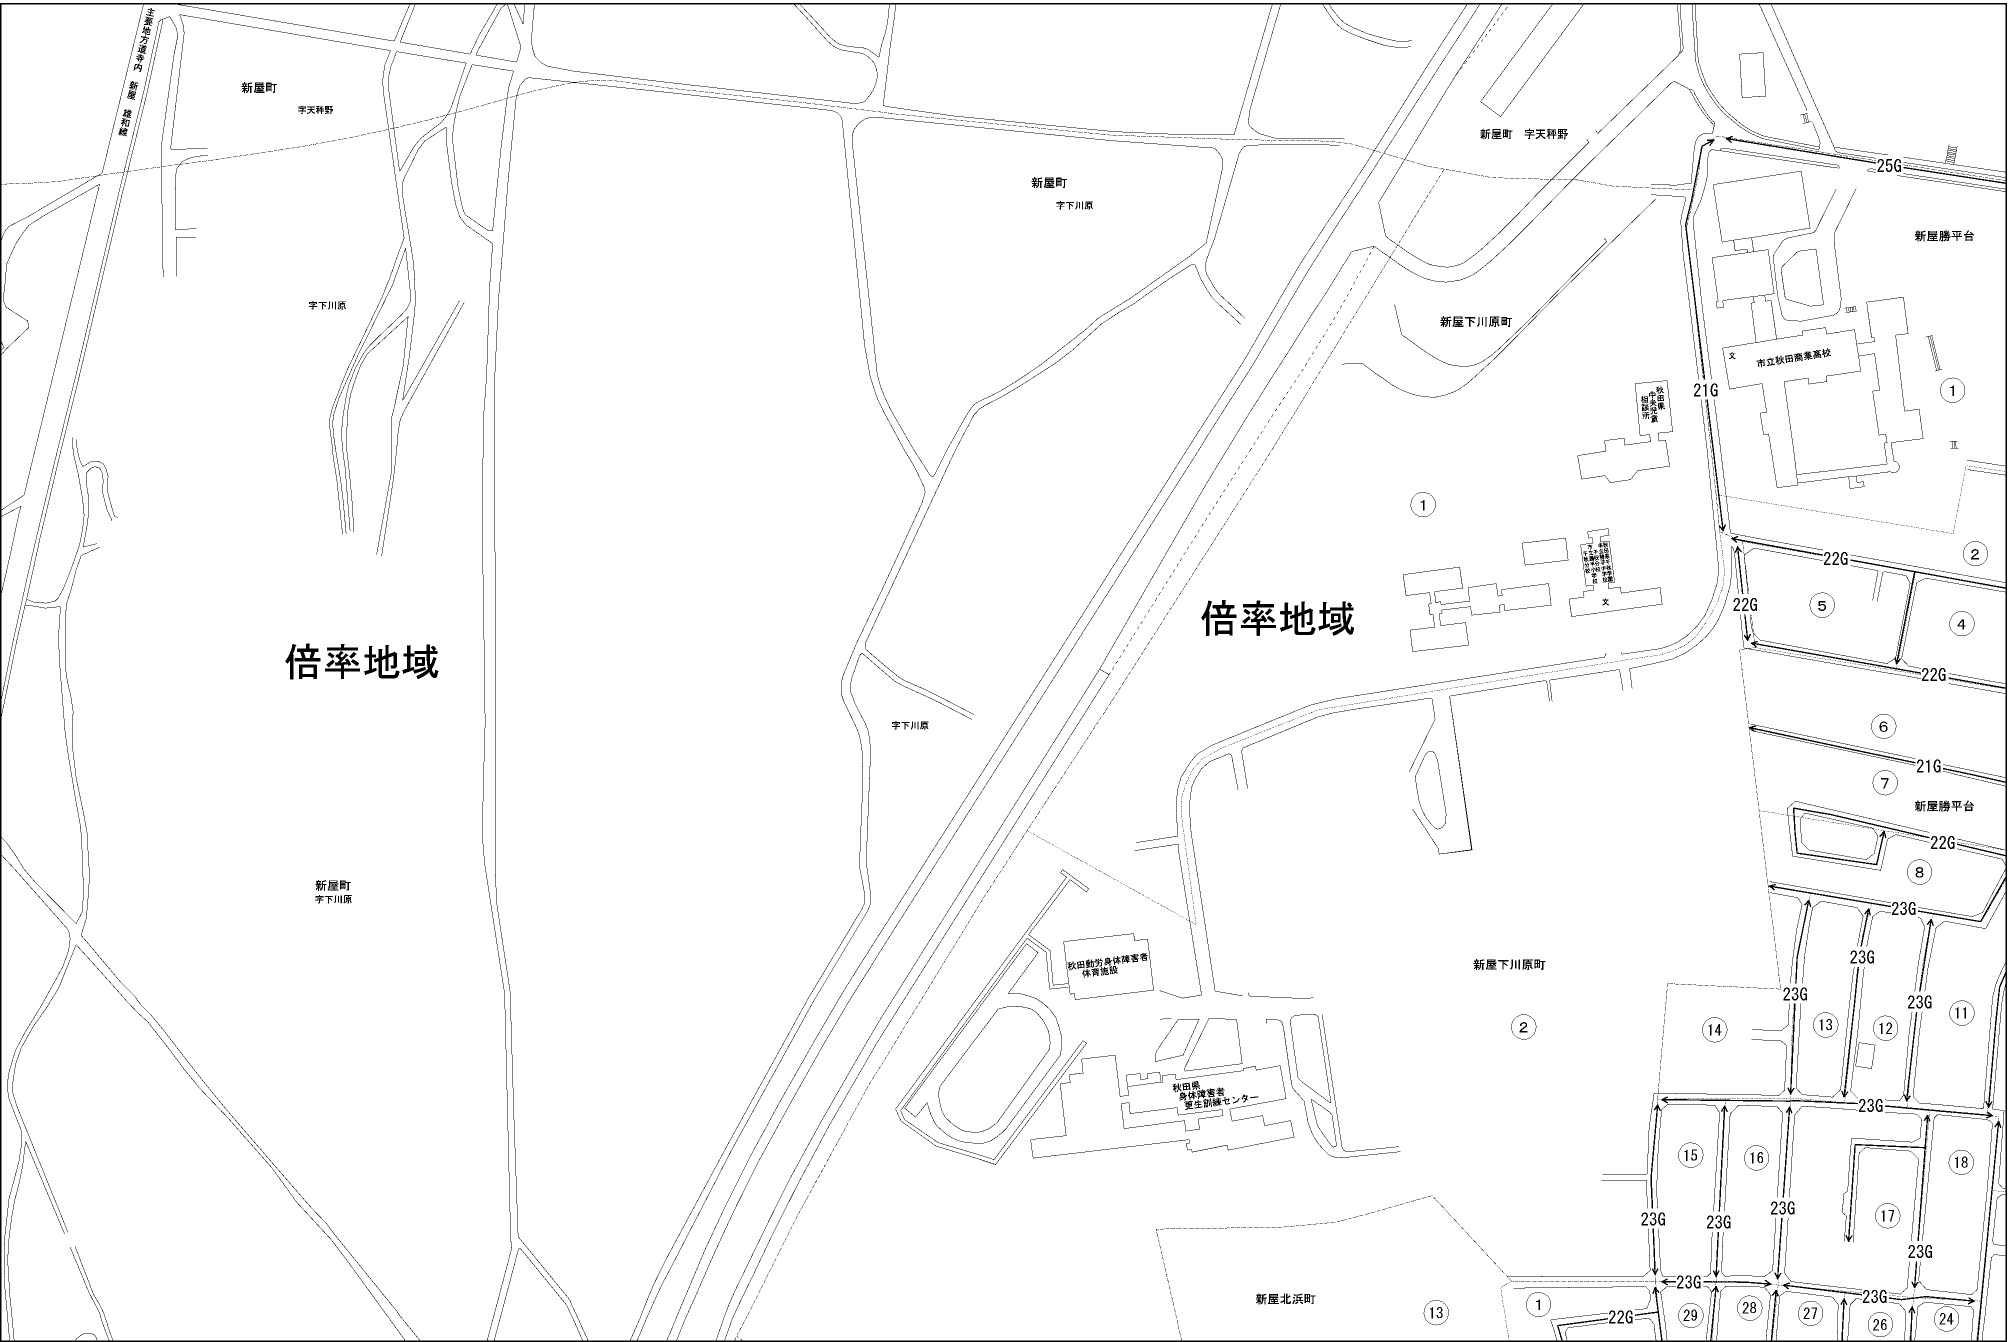 主要地方道寺内　新屋　雄和線
新屋町
字天秤野
新屋町　字天秤野
25G
新屋町
字下川原
新屋勝平台
字下川原
新屋下川原町
市立秋田商業高校
文
21G
1
秋田県
中央児童
相談所
1
2
22G
5
22G
4
文
倍率地域
倍率地域
22G
6
字下川原
21G
7
新屋勝平台
22G
8
新屋町
字下川原
23G
23G
秋田勤労身体障害者
体育施設
新屋下川原町
23G
23G
11
2
14
13
12
秋田県
身体障害者
更生訓練センター
23G
15
16
18
17
23G
23G
23G
23G
23G
23G
新屋北浜町
13
1
22G
29
28
27
26
24